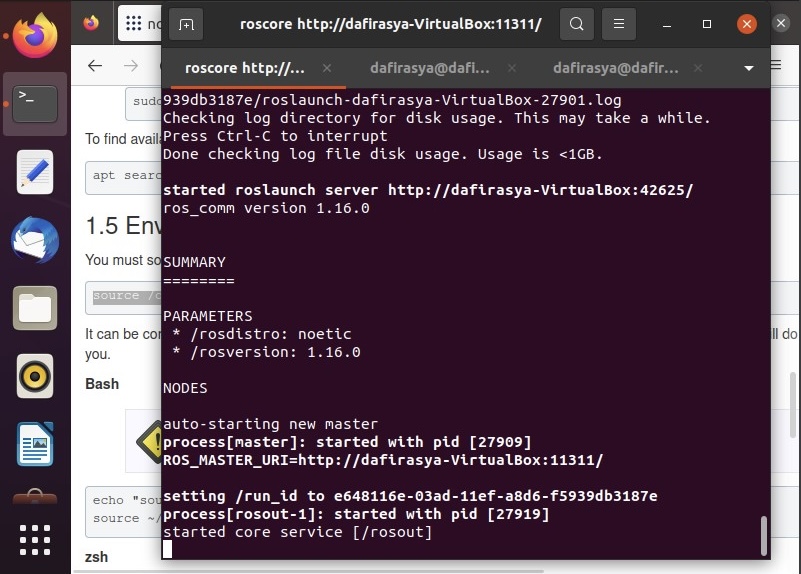 no
roscore http://dafirasya-VirtualBox:11311/
roscore http://...
dafirasya@dafi...
dafirasya@dafir...
sudo
To find avail
apt searc
1.5 Env
You must so
source /o
It can be con
ll do
you.
Bash
echo "sou
source ~/
zsh
939db3187e/roslaunch-dafirasya-VirtualBox-27901.log
Checking log directory for disk usage. This may take a while.
Press Ctrl-C to interrupt
Done checking log file disk usage. Usage is <1GB.
started roslaunch server http://dafirasya-VirtualBox:42625/
ros_comm version 1.16.0
SUMMARY
========
PARAMETERS
* /rosdistro: noetic
* /rosversion: 1.16.0
NODES
auto-starting new master
process[master]: started with pid [27909]
ROS_MASTER_URI=http://dafirasya-VirtualBox:11311/
setting /run_id to e648116e-03ad-11ef-a8d6-f5939db3187e
process[rosout-1]: started with pid [27919]
started core service [/rosout]